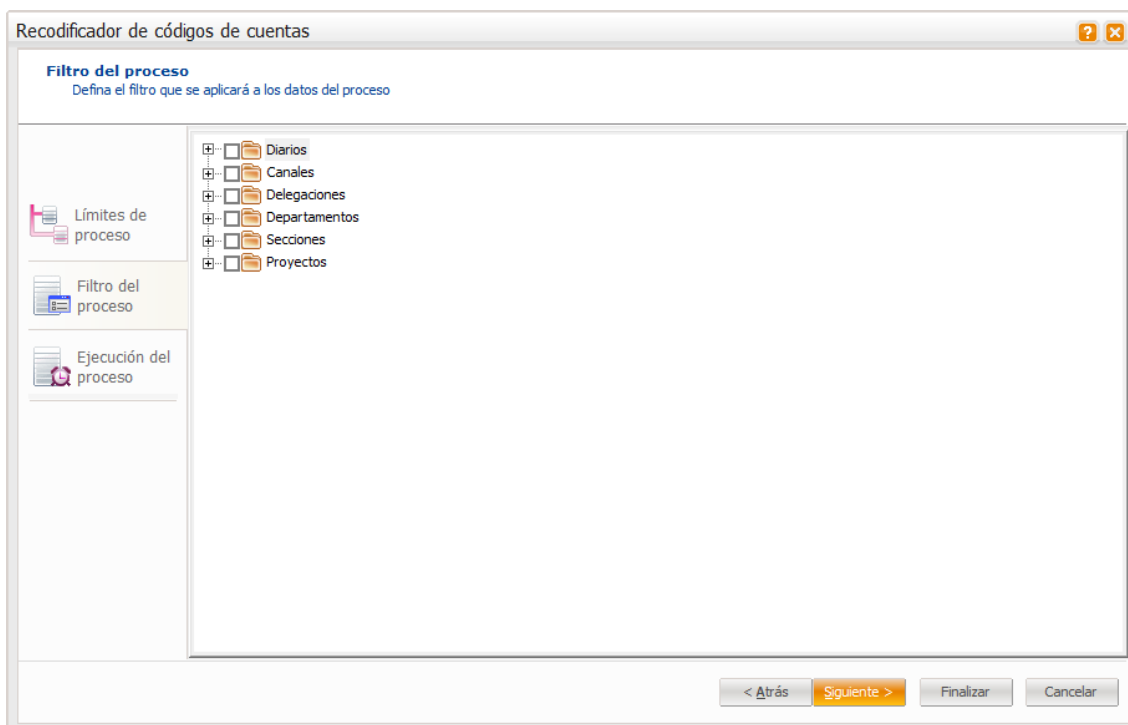 Recodificador de códigos de cuentas
?
Filtro del proceso
Defina el filtro que se aplicará a los datos del proceso
Límites de
proceso
Filtro del
proceso
Ejecución del
proceso
Diarios
Canales
Delegaciones
Departamentos
Secciones
Proyectos
< Atrás
Siguiente >
Finalizar
Cancelar